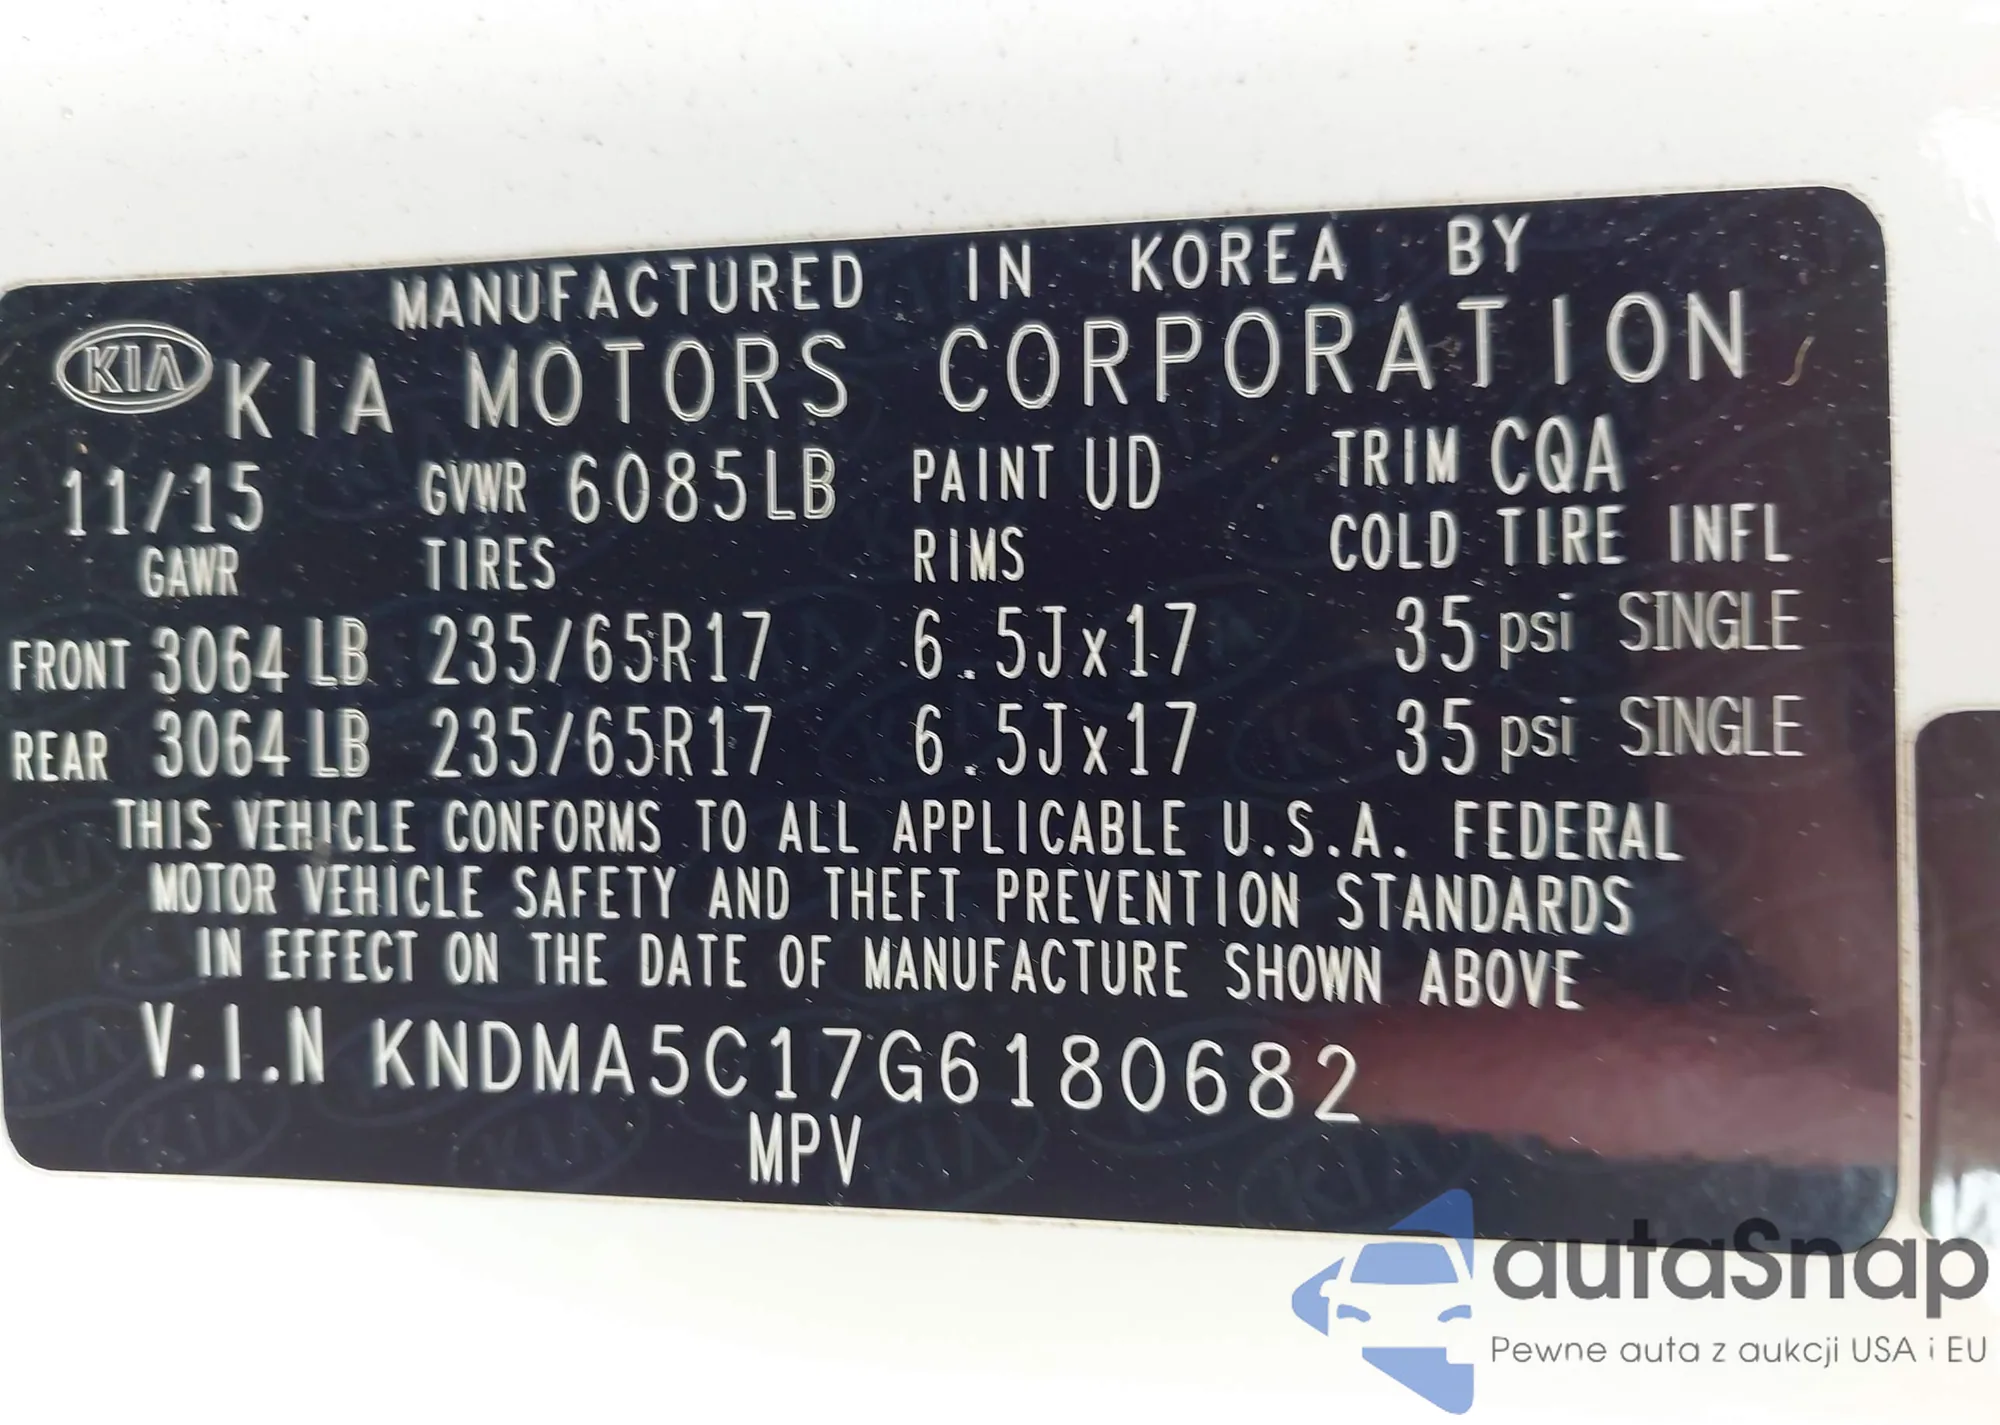 MANUFACTURED IN KOREA BY
KIA KIA MOTORS CORPORATION
11/15 GVWR 6085LB PAINT UD TRIM CQA
GAWR TIRES RIMS COLD TIRE INFL
FRONT 3064 LB 235/65R17 6.5Jx17 35 psi SINGLE
REAR 3064 LB 235/65R17 6.5Jx17 35 psi SINGLE
THIS VEHICLE CONFORMS TO ALL APPLICABLE U.S.A. FEDERAL
MOTOR VEHICLE SAFETY AND THEFT PREVENTION STANDARDS
IN EFFECT ON THE DATE OF MANUFACTURE SHOWN ABOVE
V.I.N KNDMA5C17G6180682
MPV
autaSnap
Pewne auta z aukcji USA i EU